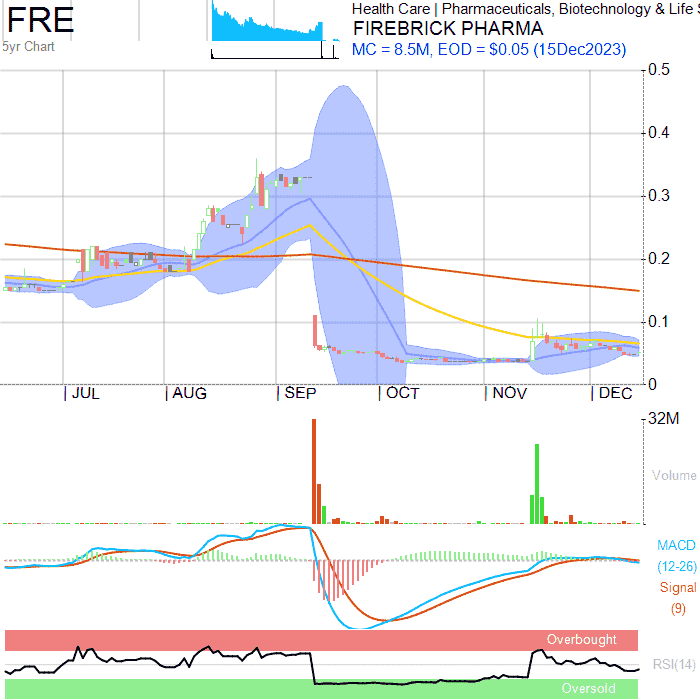 FRE
5yr Chart
Health Care | Pharmaceuticals, Biotechnology & Life S
FIREBRICK PHARMA
MC = 8.5M, EOD = $0.05 (15Dec2023)
0.5
0.4
0.3
0.2
0.1
0
JUL AUG SEP OCT NOV DEC
32M
Volume
MACD
(12-26)
Signal
(9)
Overbought
RSI(14)
Oversold